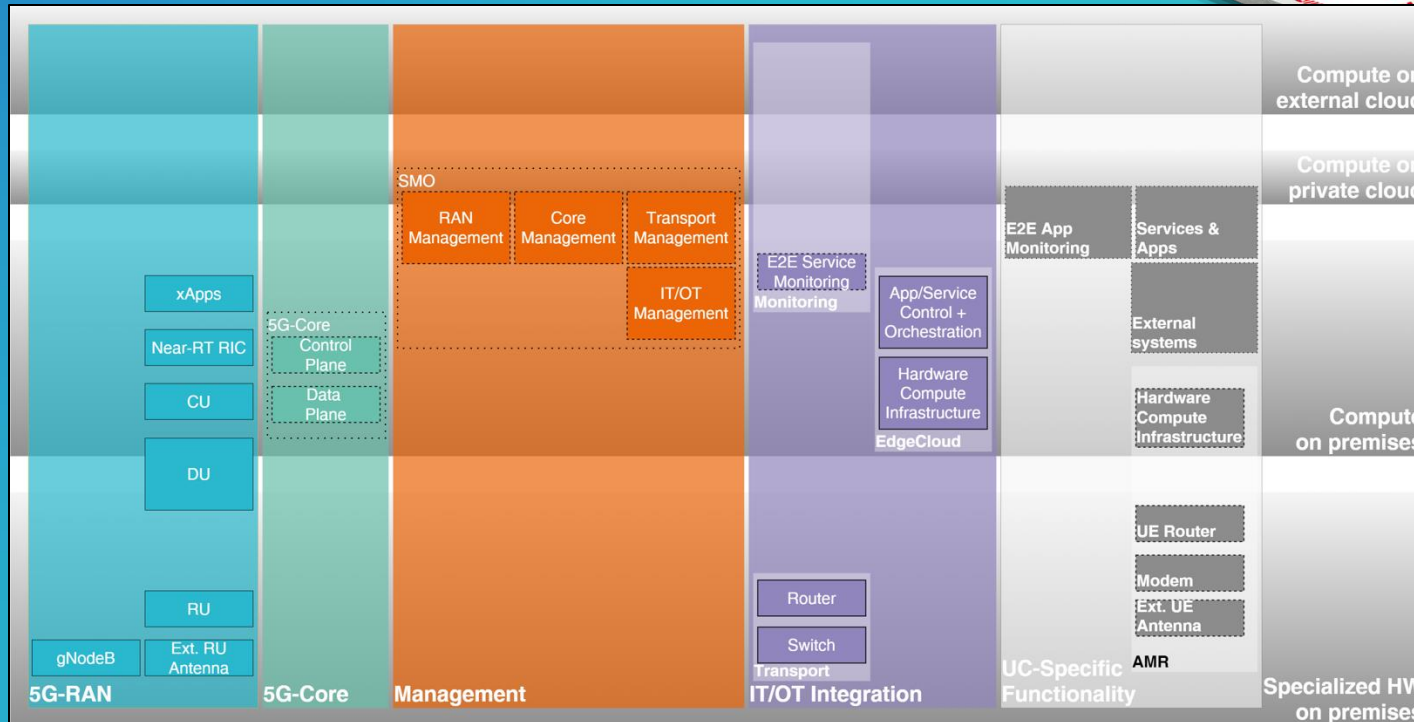 Compute on
external cloud
Compute on
private cloud
SMO
RAN
Management
Core
Management
Transport
Management
IT/OT
Management
E2E Service
Monitoring
Monitoring
App/Service
Control +
Orchestration
Hardware
Compute
Infrastructure
EdgeCloud
E2E App
Monitoring
Services &
Apps
External
systems
Hardware
Compute
Infrastructure
xApps
Near-RT RIC
CU
DU
5G-Core
Control
Plane
Data
Plane
Compute
on premises
UE Router
Modem
Ext. UE
Antenna
AMR
RU
gNodeB
Ext. RU
Antenna
Router
Switch
Transport
5G-RAN
5G-Core
Management
IT/OT Integration
UC-Specific
Functionality
Specialized HW
on premises